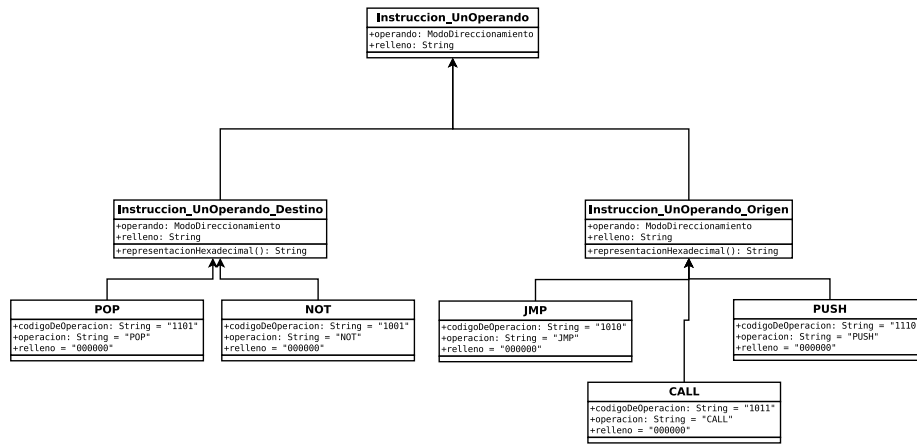 Instruccion_UnOperando
+operando: ModoDireccionamiento
+relleno: String
Instruccion_UnOperando_Destino
+operando: ModoDireccionamiento
+relleno: String
+representacionHexadecimal(): String
Instruccion_UnOperando_Origen
+operando: ModoDireccionamiento
+relleno: String
+representacionHexadecimal(): String
POP
+codigoDeOperacion: String = "1101"
+operacion: String = "POP"
+relleno = "000000"
NOT
+codigoDeOperacion: String = "1001"
+operacion: String = "NOT"
+relleno = "000000"
JMP
+codigoDeOperacion: String = "1010"
+operacion: String = "JMP"
+relleno = "000000"
PUSH
+codigoDeOperacion: String = "1110
+operacion: String = "PUSH"
+relleno = "000000"
CALL
+codigoDeOperacion: String = "1011"
+operacion: String = "CALL"
+relleno = "000000"